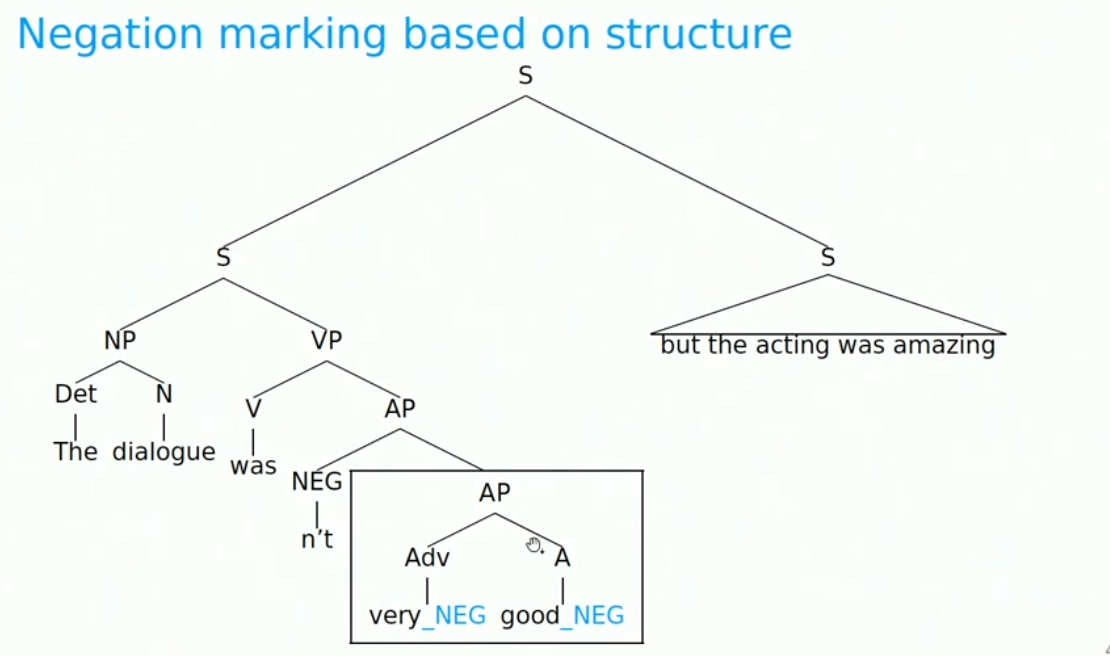 Negation marking based on structure
S
S S
NP VP
Det N V AP
The dialogue was
NEG AP
n't
Adv A
very_NEG good_NEG
but the acting was amazing